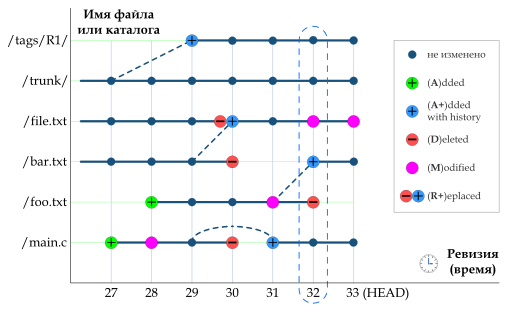 Имя файла
или каталога
/tags/R1/
/trunk/
/file.txt
/bar.txt
/foo.txt
/main.c
не изменено
(A)dded
(A+)dded
with history
(D)eleted
(M)odified
(R+)eplaced
Ревизия
(время)
27 28 29 30 31 32 33 (HEAD)